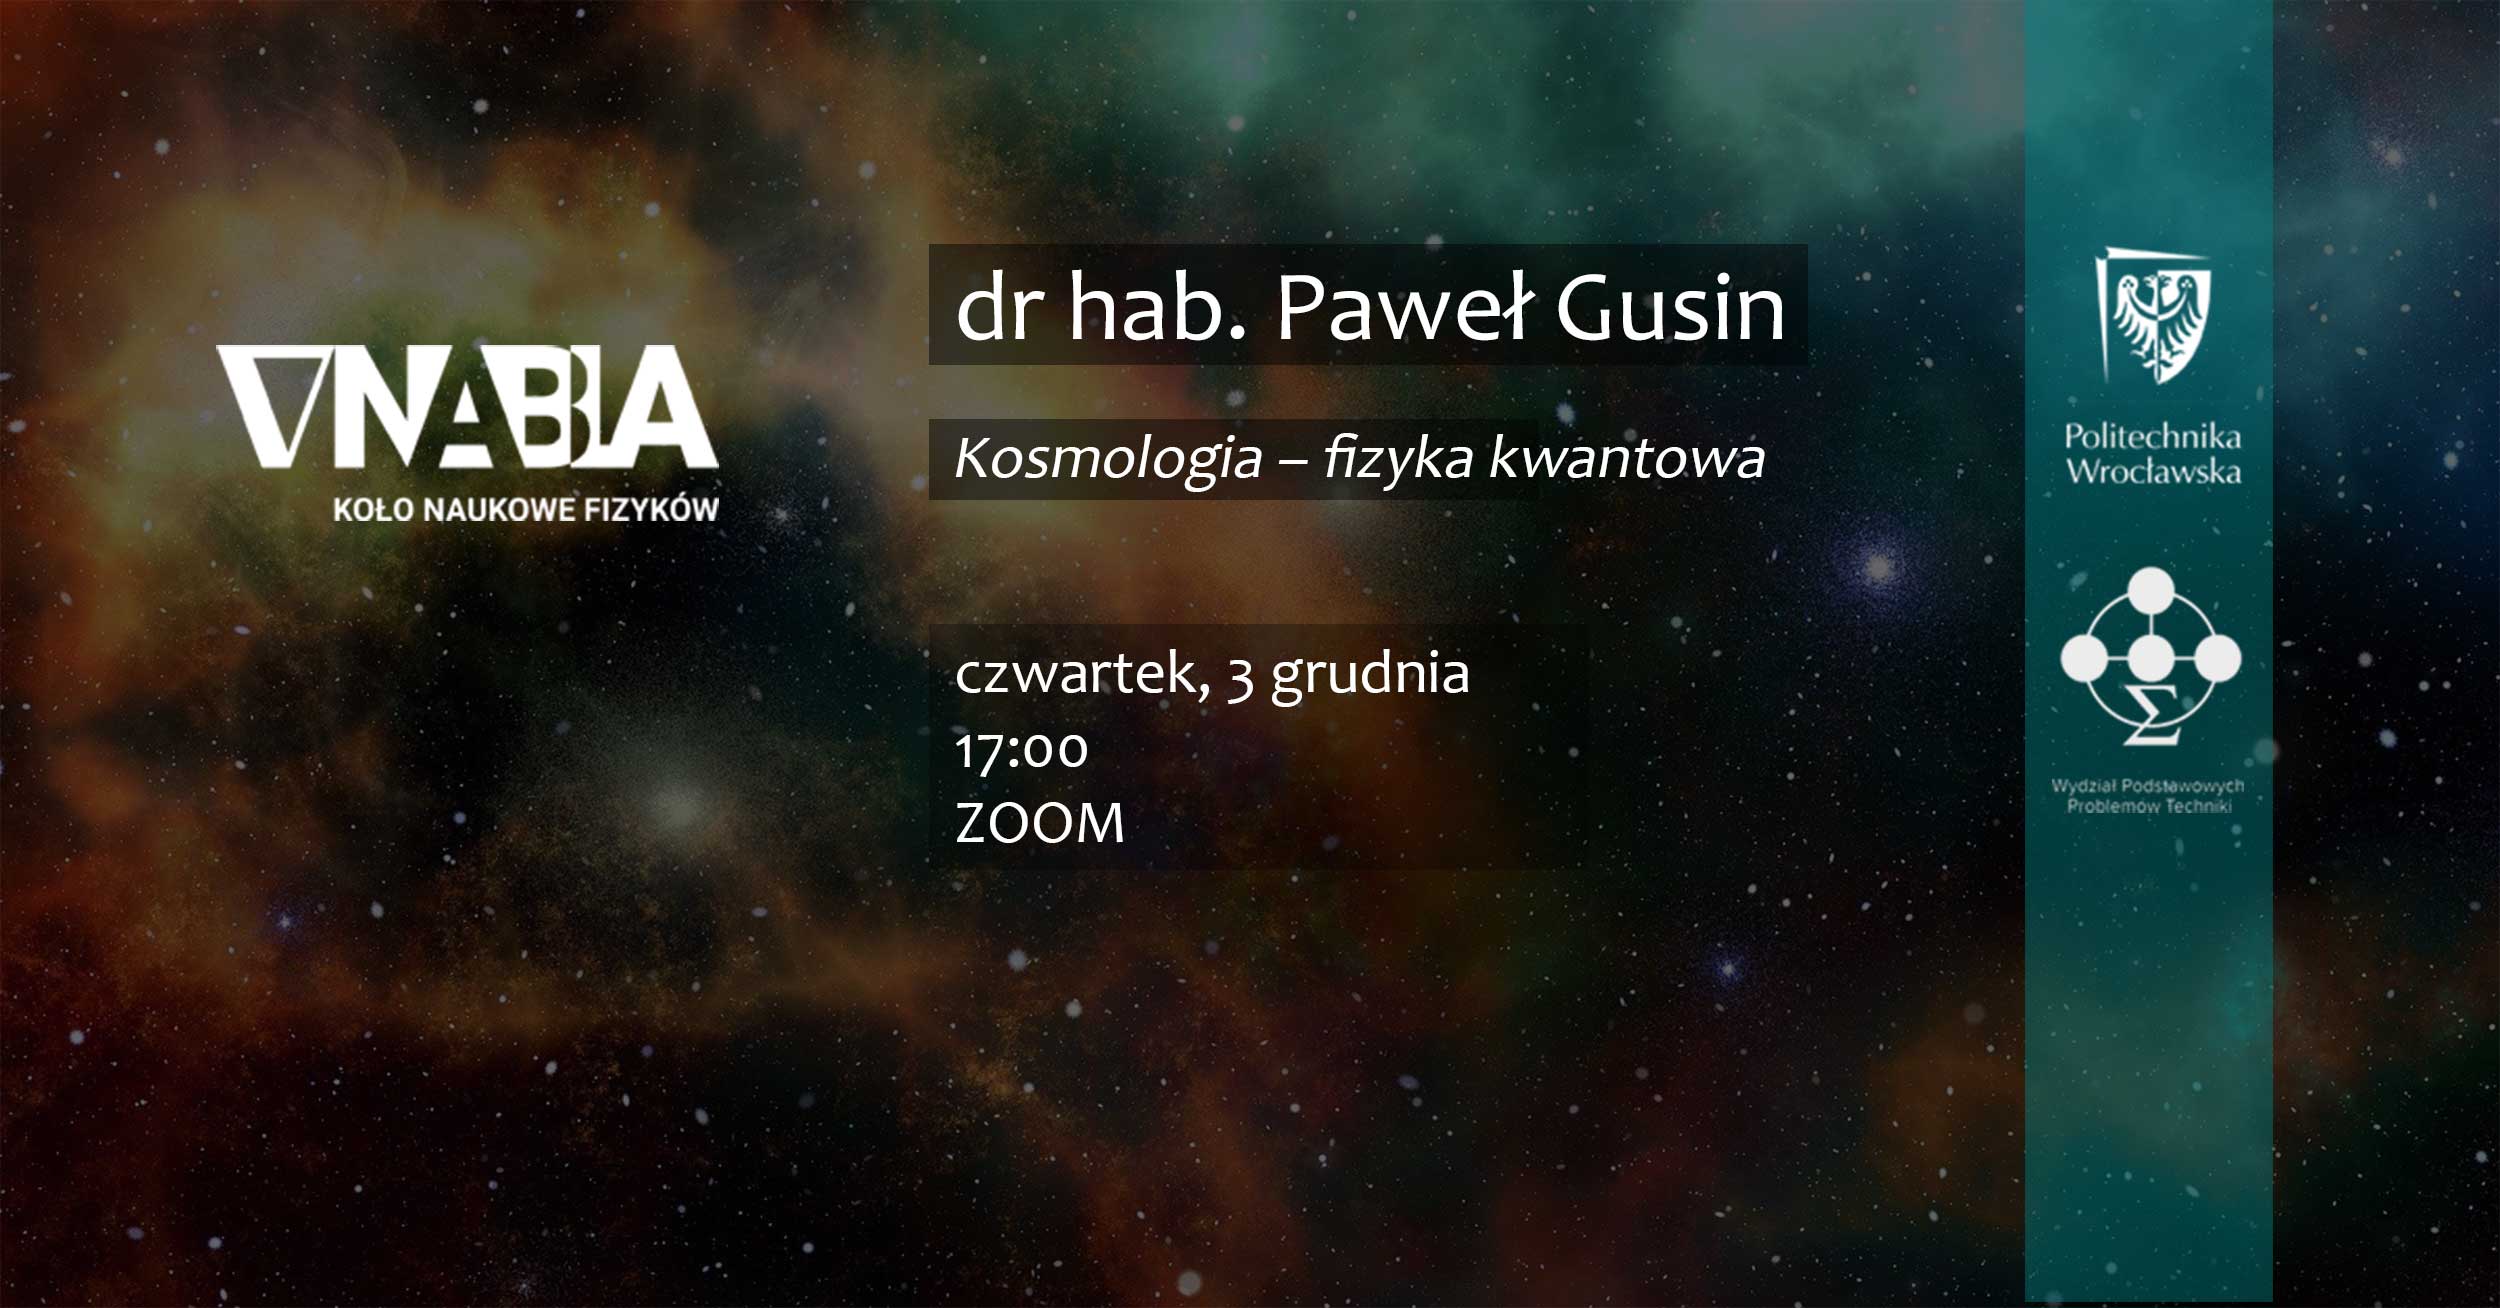 NABLA
KOŁO NAUKOWE FIZYKÓW
dr hab. Paweł Gusin
Kosmologia – fizyka kwantowa
czwartek, 3 grudnia
17:00
ZOOM
Politechnika
Wrocławska
Σ
Wydział Podstawowych
Problemów Techniki